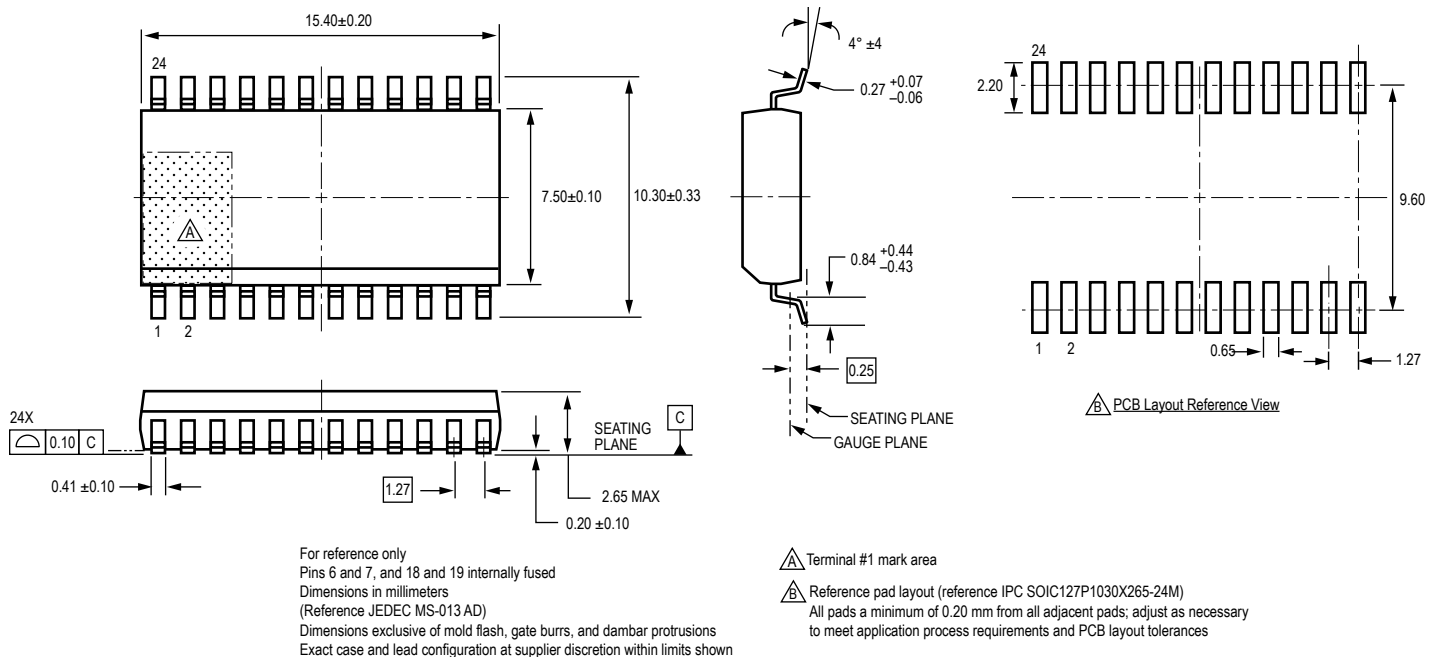 15.40±0.20
24
7.50±0.10
10.30±0.33
A
1 2
4° ±4
0.27 +0.07 –0.06
0.84 +0.44 –0.43
0.25
SEATING PLANE
GAUGE PLANE
24
2.20
9.60
1 2
0.65
1.27
B PCB Layout Reference View
24X
0.10 C
SEATING
PLANE
C
0.41 ±0.10
1.27
2.65 MAX
0.20 ±0.10
For reference only
Pins 6 and 7, and 18 and 19 internally fused
Dimensions in millimeters
(Reference JEDEC MS-013 AD)
Dimensions exclusive of mold flash, gate burrs, and dambar protrusions
Exact case and lead configuration at supplier discretion within limits shown
A Terminal #1 mark area
B Reference pad layout (reference IPC SOIC127P1030X265-24M)
All pads a minimum of 0.20 mm from all adjacent pads; adjust as necessary
to meet application process requirements and PCB layout tolerances